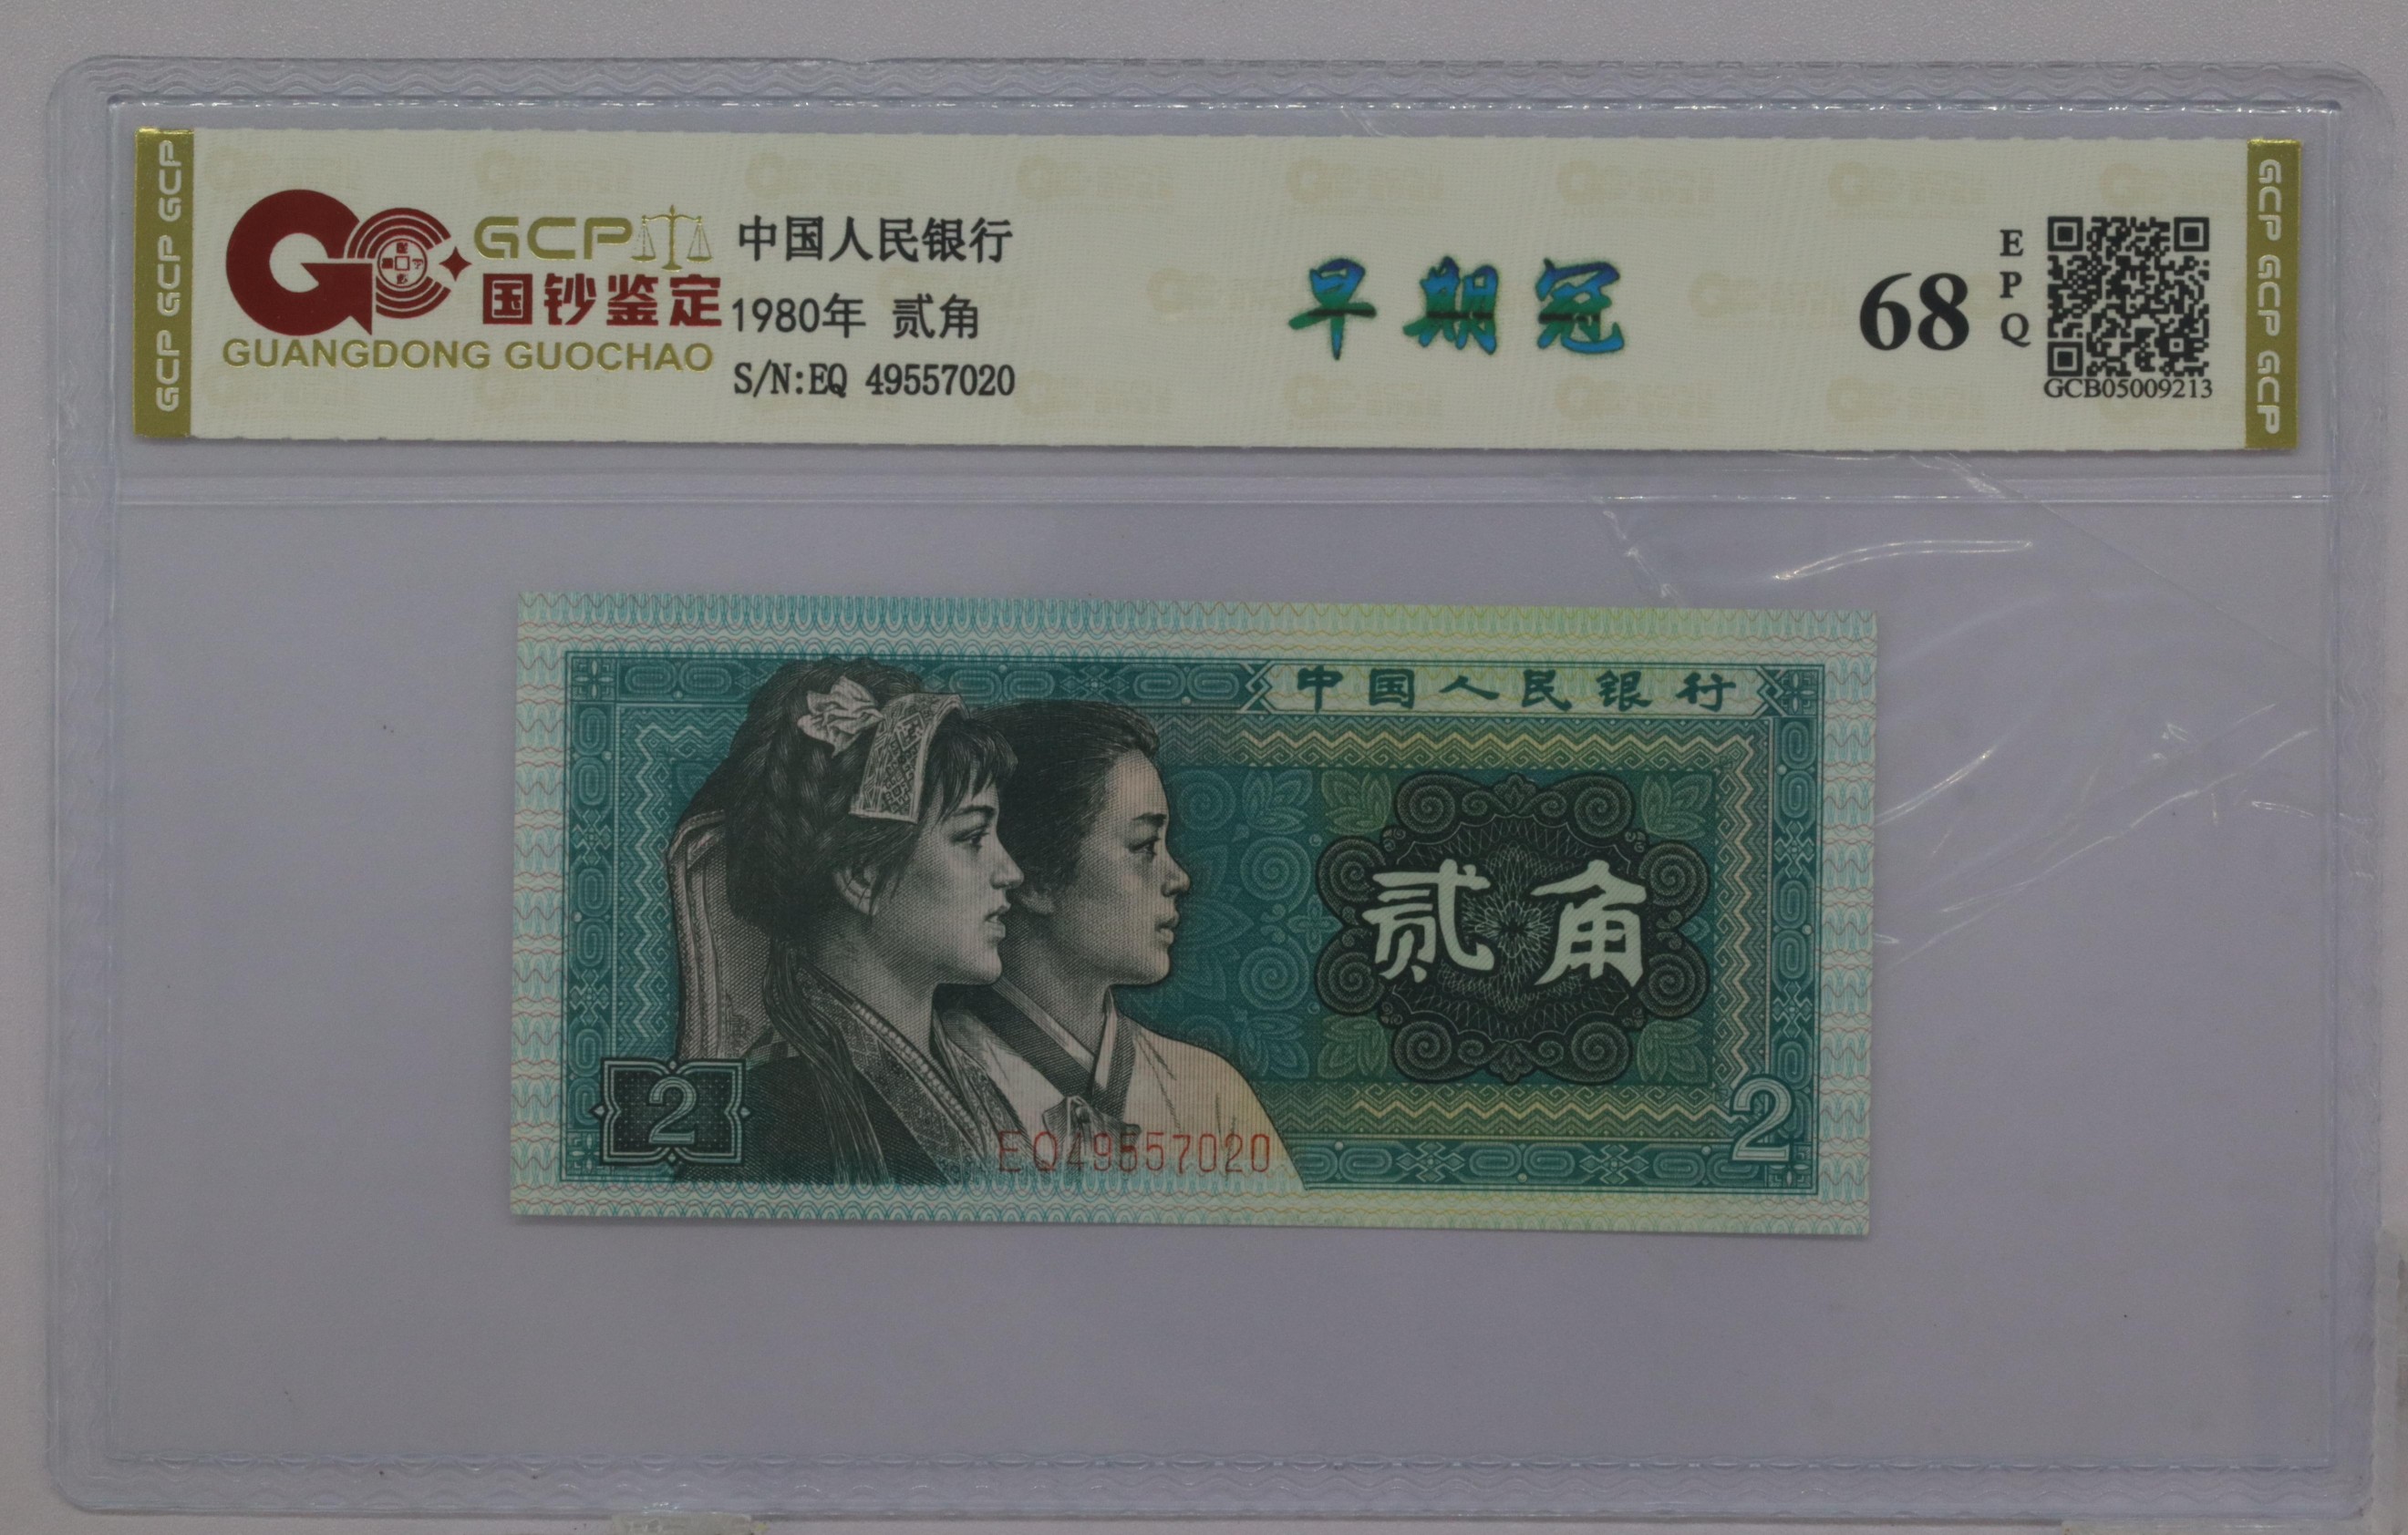 GCP GCP GCP
GCP
国钞鉴定
GUANGDONG GUOCHAO
中国人民银行
1980年 贰角
S/N:EQ 49557020
早期冠
68
EPQ
GCB05009213
GCP GCP GCP
中国人民银行
贰角
2
EQ49557020
2